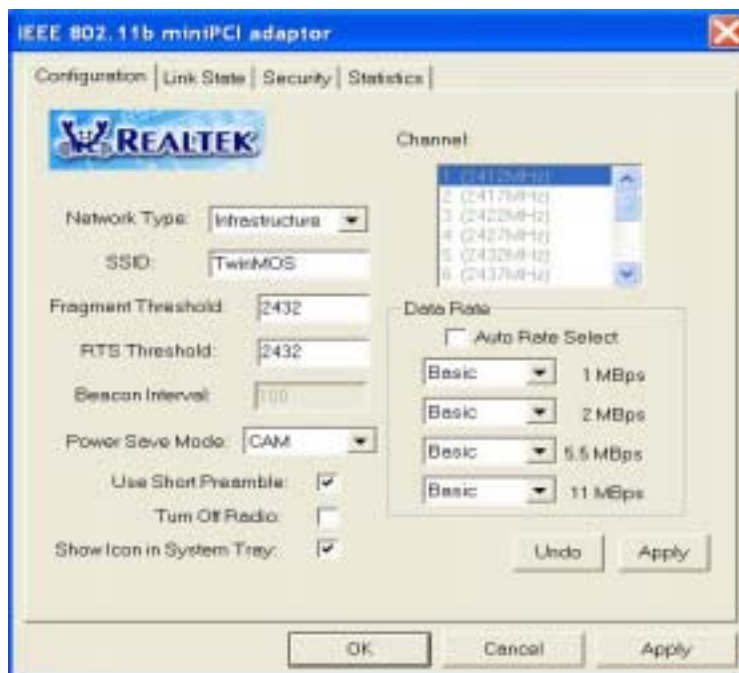 IEEE 802.11b miniPCI adaptor
Configuration Link State Security Statistics
REALTEK
Channel:
1 (2412MHz)
2 (2417MHz)
3 (2422MHz)
4 (2427MHz)
5 (2432MHz)
6 (2437MHz)
Network Type: Infrastructure
SSID: TwinMOS
Fragment Threshold: 2432
RTS Threshold: 2432
Beacon Interval: 100
Power Save Mode: CAM
Use Short Preamble:
Turn Off Radio:
Show Icon in System Tray:
Data Rate
Auto Rate Select
Basic 1 MBps
Basic 2 MBps
Basic 5.5 MBps
Basic 11 MBps
Undo Apply
OK Cancel Apply